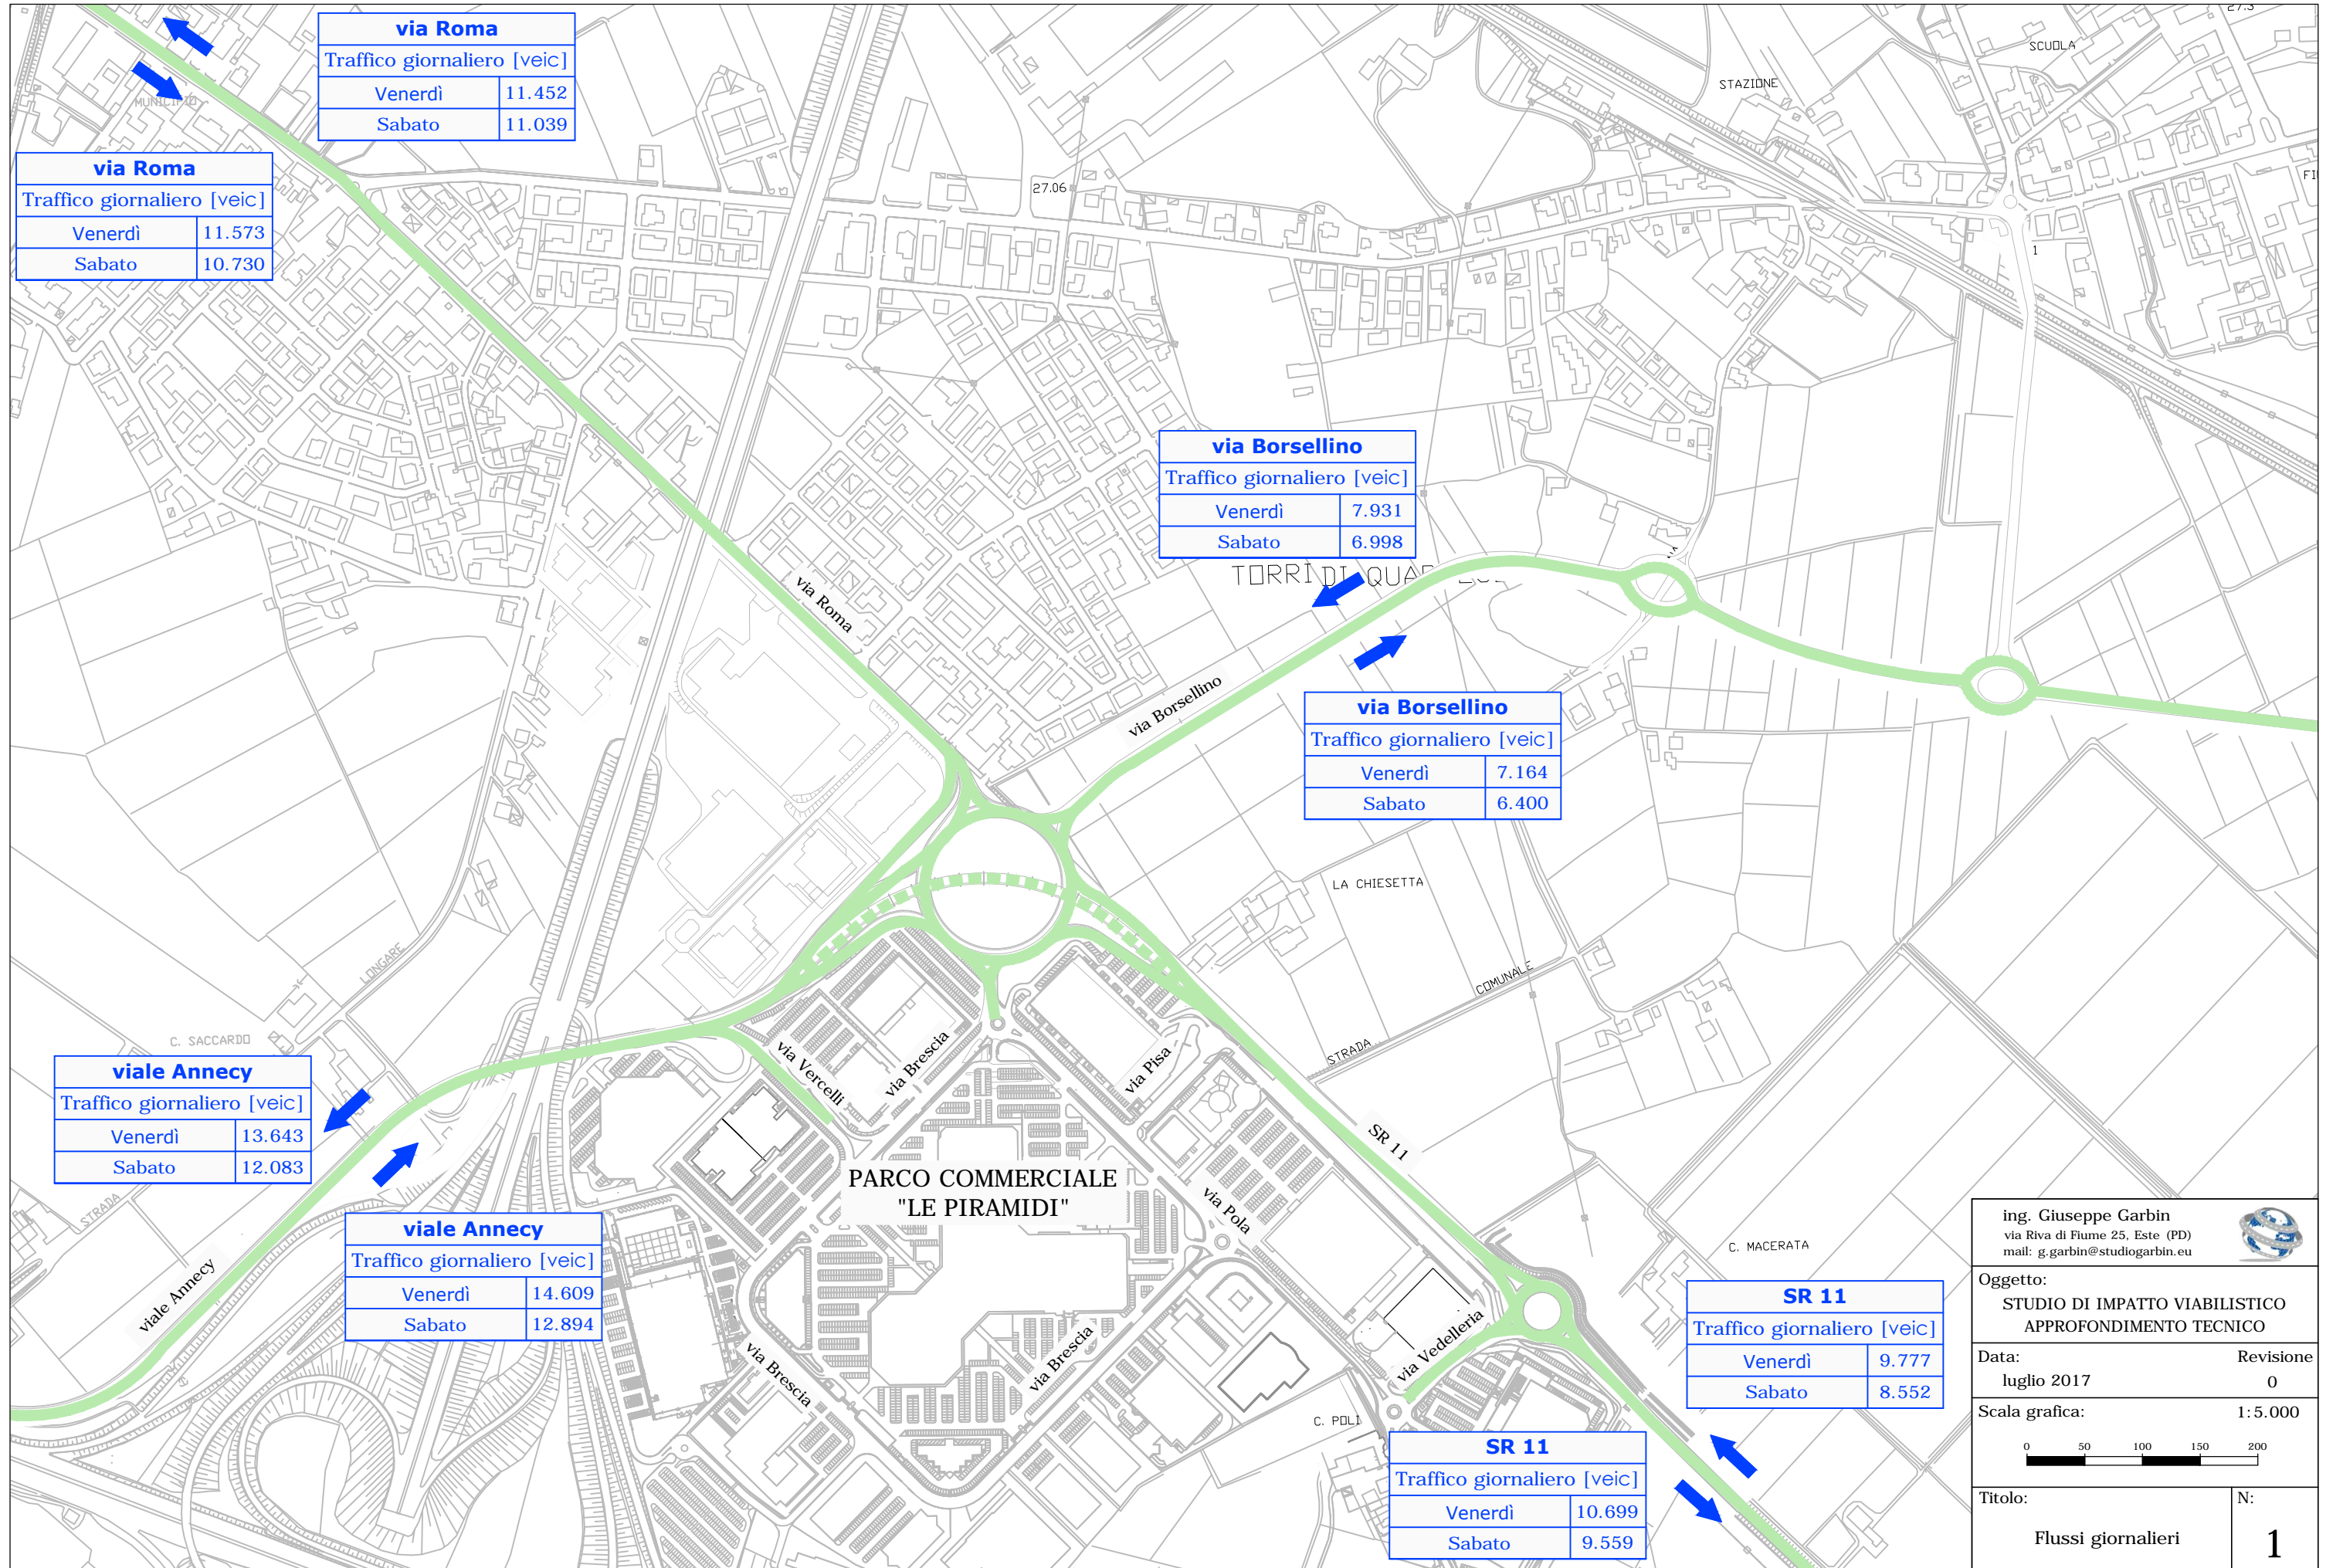 via Roma
Traffico giornaliero [veic]
Venerdì 11.452
Sabato 11.039
MUNICIPIO
via Roma
Traffico giornaliero [veic]
Venerdì 11.573
Sabato 10.730
27.3
SCUOLA
STAZIONE
27.06
1
via Borsellino
Traffico giornaliero [veic]
Venerdì 7.931
Sabato 6.998
TORRI DI QUAR
via Roma
via Borsellino
via Borsellino
Traffico giornaliero [veic]
Venerdì 7.164
Sabato 6.400
LA CHIESETTA
STRADA COMUNALE
LONGARE
C. SACCARDO
viale Annecy
Traffico giornaliero [veic]
Venerdì 13.643
Sabato 12.083
STRADA
viale Annecy
viale Annecy
Traffico giornaliero [veic]
Venerdì 14.609
Sabato 12.894
via Vercelli
via Brescia
via Pisa
PARCO COMMERCIALE
"LE PIRAMIDI"
via Pola
SR 11
via Brescia
via Brescia
via Vedelleria
C. POLI
C. MACERATA
SR 11
Traffico giornaliero [veic]
Venerdì 9.777
Sabato 8.552
SR 11
Traffico giornaliero [veic]
Venerdì 10.699
Sabato 9.559
ing. Giuseppe Garbin
via Riva di Fiume 25, Este (PD)
mail: g.garbin@studiogarbin.eu
Oggetto:
STUDIO DI IMPATTO VIABILISTICO
APPROFONDIMENTO TECNICO
Data: Revisione
luglio 2017 0
Scala grafica: 1:5.000
0 50 100 150 200
Titolo: N:
Flussi giornalieri 1